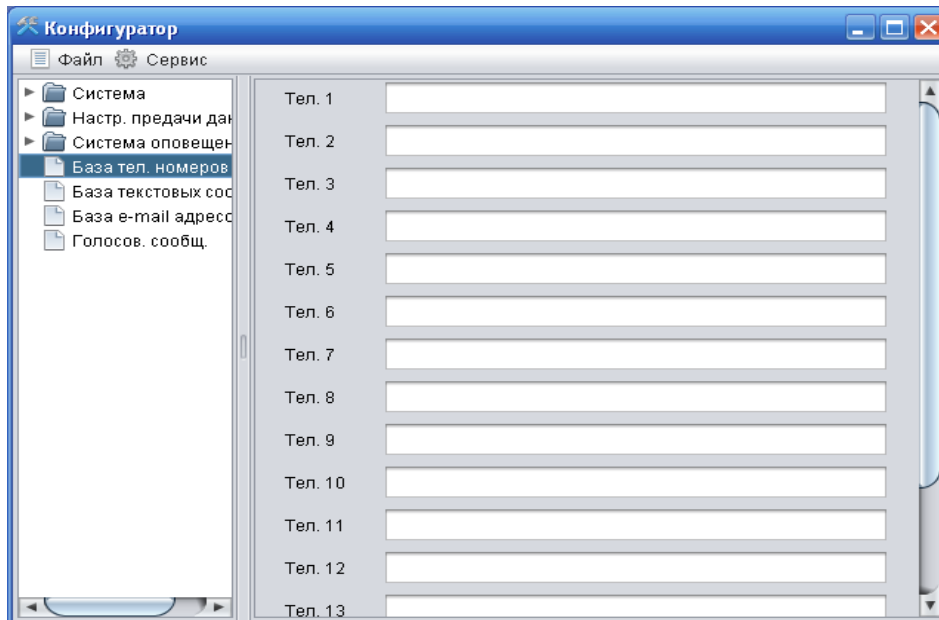 Конфигуратор
Файл Сервис
Система
Настр. предачи дан
Система оповещен
База тел. номеров
База текстовых соо
База e-mail адресо
Голосов. сообщ.
Тел. 1
Тел. 2
Тел. 3
Тел. 4
Тел. 5
Тел. 6
Тел. 7
Тел. 8
Тел. 9
Тел. 10
Тел. 11
Тел. 12
Тел. 13